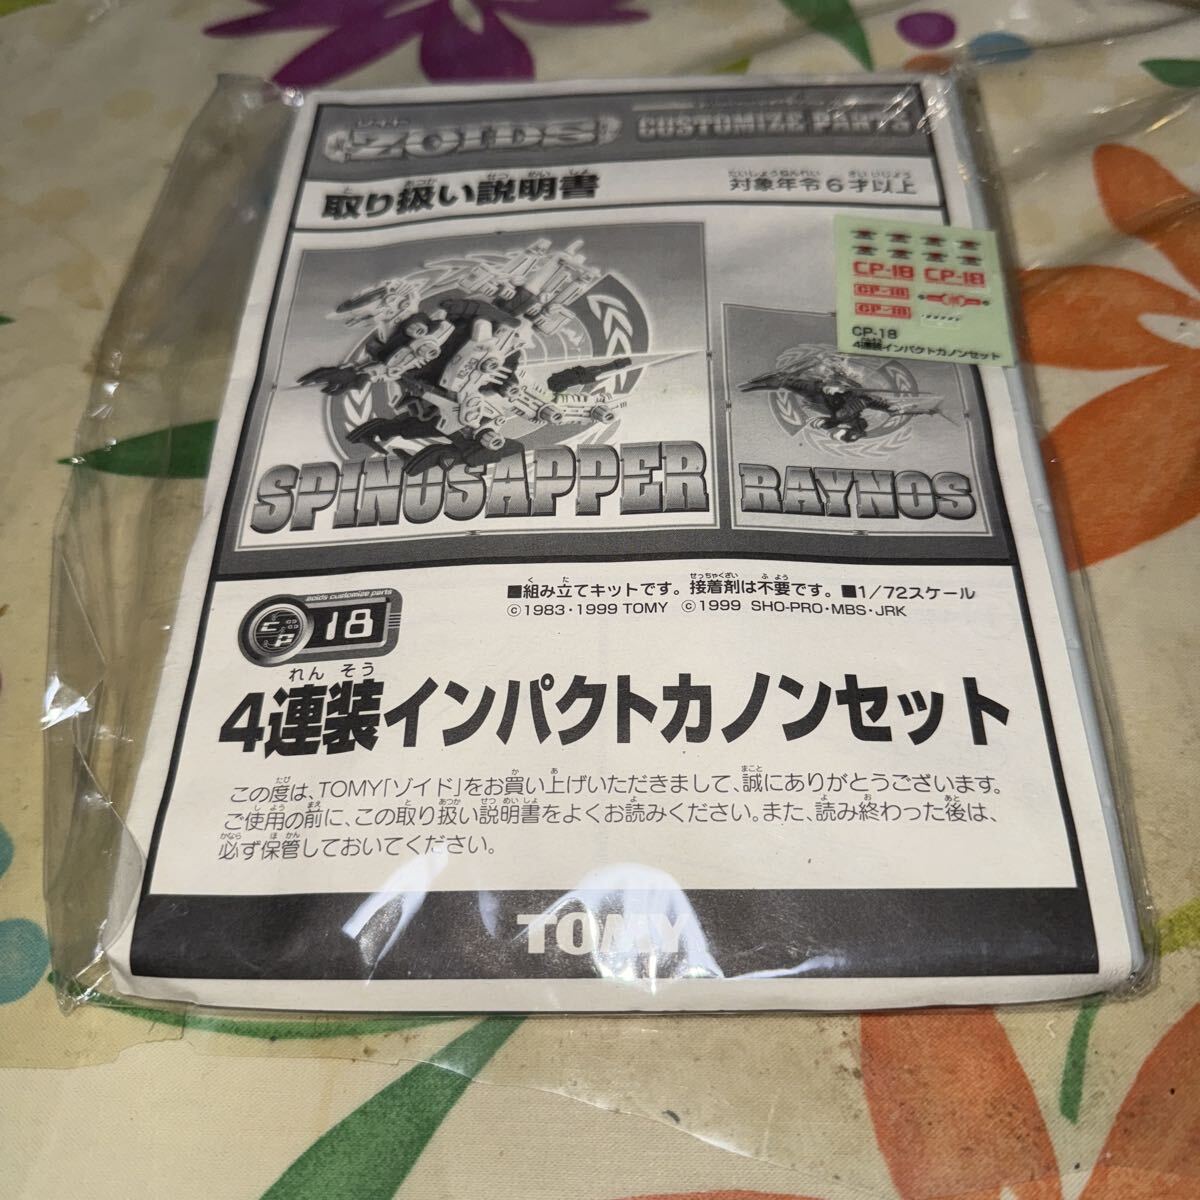 ZOIDS CUSTOMIZE PARTS
取り扱い説明書
対象年令6才以上
CP-18 CP-18
CP-18
CP-18
CP-18
4連装インパクトカノンセット
SPINOSAPPER
RAYNOS
■組み立てキットです。接着剤は不要です。■1/72スケール
©1983・1999 TOMY ©1999 SHO-PRO・MBS・JRK
zoids customize parts
CP 18
4連装インパクトカノンセット
この度は、TOMY「ゾイド」をお買い上げいただきまして、誠にありがとうございます。
ご使用の前に、この取り扱い説明書をよくお読みください。また、読み終わった後は、
必ず保管しておいてください。
TOMY